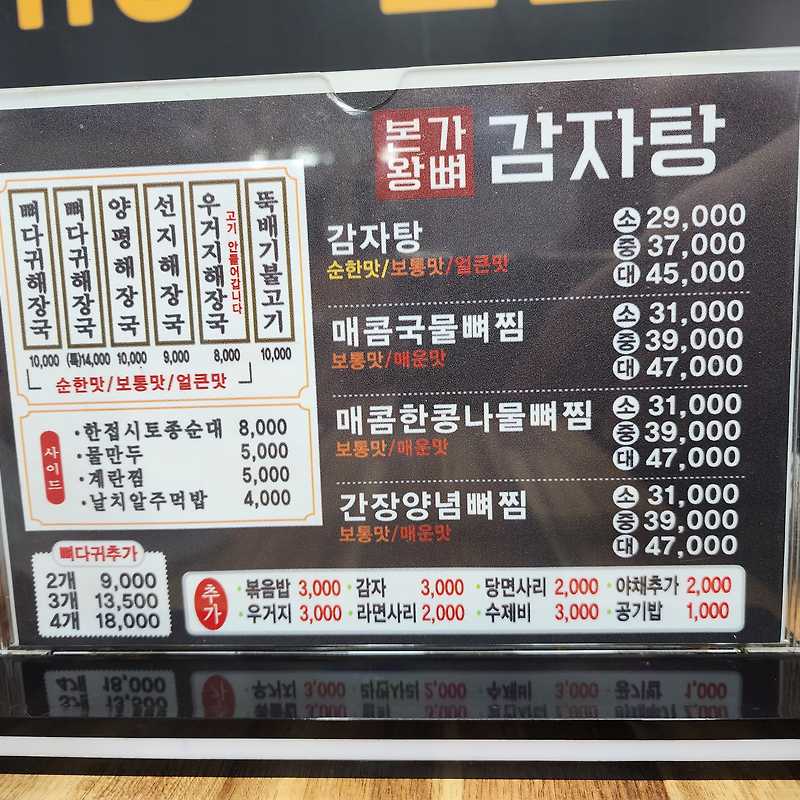 본가
왕뼈
감자탕
뼈다귀해장국
뼈다귀해장국
양평해장국
선지해장국
우거지해장국
고기 안들어갑니다
뚝배기불고기
10,000 (특)14,000 10,000 9,000 8,000 10,000
순한맛/보통맛/얼큰맛
사이드
·한접시토종순대 8,000
·물만두 5,000
·계란찜 5,000
·날치알주먹밥 4,000
뼈다귀추가
2개 9,000
3개 13,500
4개 18,000
감자탕
순한맛/보통맛/얼큰맛
소 29,000
중 37,000
대 45,000
매콤국물뼈찜
보통맛/매운맛
소 31,000
중 39,000
대 47,000
매콤한콩나물뼈찜
보통맛/매운맛
소 31,000
중 39,000
대 47,000
간장양념뼈찜
보통맛/매운맛
소 31,000
중 39,000
대 47,000
추가
·볶음밥 3,000 ·감자 3,000 ·당면사리 2,000 ·야채추가 2,000
·우거지 3,000 ·라면사리 2,000 ·수제비 3,000 ·공기밥 1,000